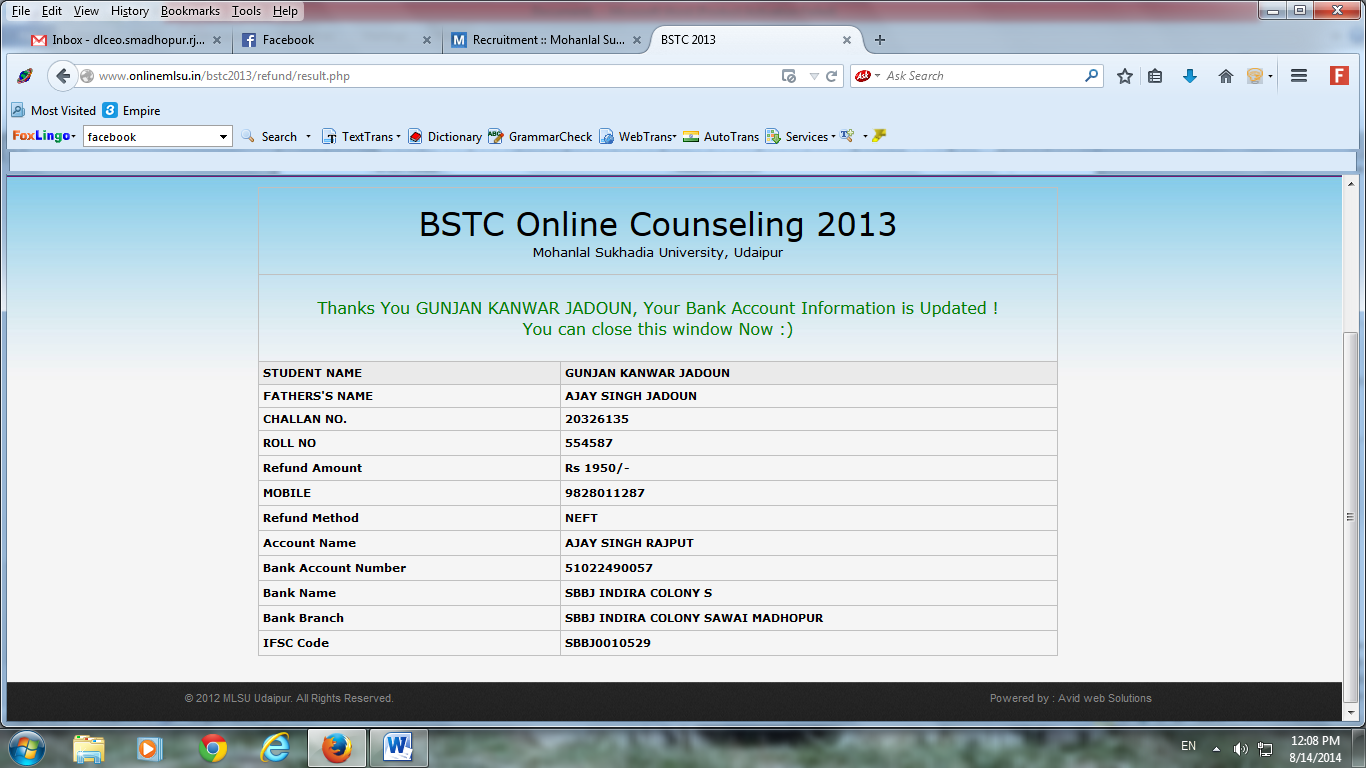 File Edit View History Bookmarks Tools Help
Inbox - dlceo.smadhopur.rj... Facebook Recruitment :: Mohanlal Su... BSTC 2013
www.onlinemlsu.in/bstc2013/refund/result.php Ask Ask Search F
Most Visited 3 Empire
FoxLingo facebook Search TextTrans Dictionary GrammarCheck WebTrans AutoTrans Services
BSTC Online Counseling 2013
Mohanlal Sukhadia University, Udaipur
Thanks You GUNJAN KANWAR JADOUN, Your Bank Account Information is Updated !
You can close this window Now :)
STUDENT NAME GUNJAN KANWAR JADOUN
FATHERS'S NAME AJAY SINGH JADOUN
CHALLAN NO. 20326135
ROLL NO 554587
Refund Amount Rs 1950/-
MOBILE 9828011287
Refund Method NEFT
Account Name AJAY SINGH RAJPUT
Bank Account Number 51022490057
Bank Name SBBJ INDIRA COLONY S
Bank Branch SBBJ INDIRA COLONY SAWAI MADHOPUR
IFSC Code SBBJ0010529
© 2012 MLSU Udaipur. All Rights Reserved. Powered by : Avid web Solutions
EN 12:08 PM
8/14/2014